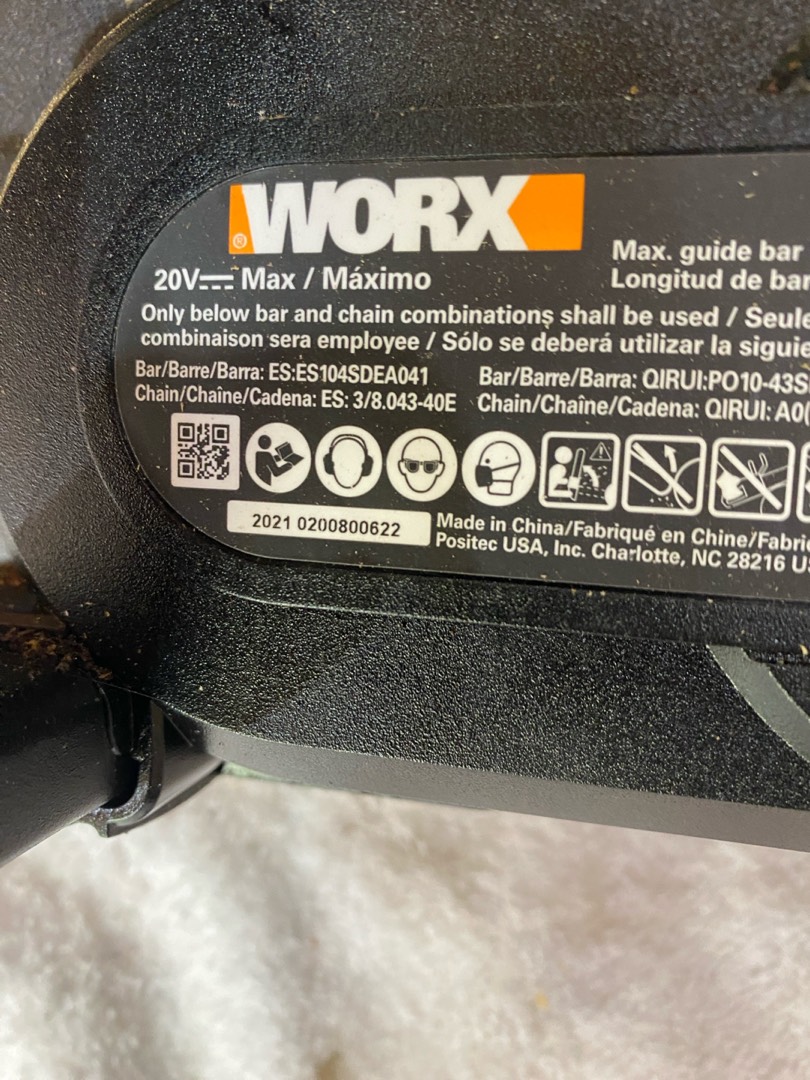 WORX
®
20V Max / Máximo
Max. guide bar
Longitud de bar
Only below bar and chain combinations shall be used / Seule
combinaison sera employee / Sólo se deberá utilizar la siguie
Bar/Barre/Barra: ES:ES104SDEA041
Bar/Barre/Barra: QIRUI:PO10-43S
Chain/Chaîne/Cadena: ES: 3/8.043-40E
Chain/Chaîne/Cadena: QIRUI: A0(
2021 0200800622
Made in China/Fabriqué en Chine/Fabri
Positec USA, Inc. Charlotte, NC 28216 U